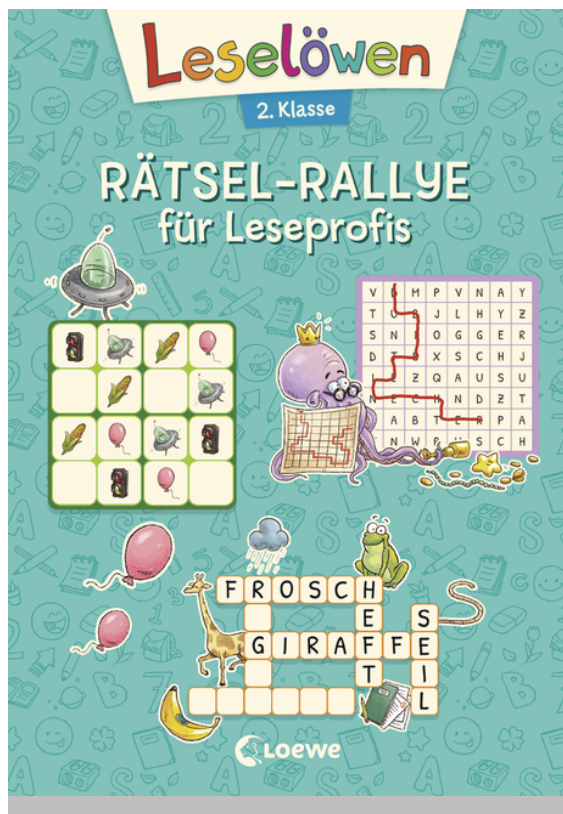 Leselöwen
2. Klasse
RÄTSEL-RALLYE
für Leseprofis
V M P V N A Y
T J L H Y Z
S N O G G E R
D X S C H J
Z Q A U S U
N E C H N D Z T
A B T E R P A
N W P Ü S C H
FROSCH
HEFT
SEIL
GIRAFFE
LOEWE